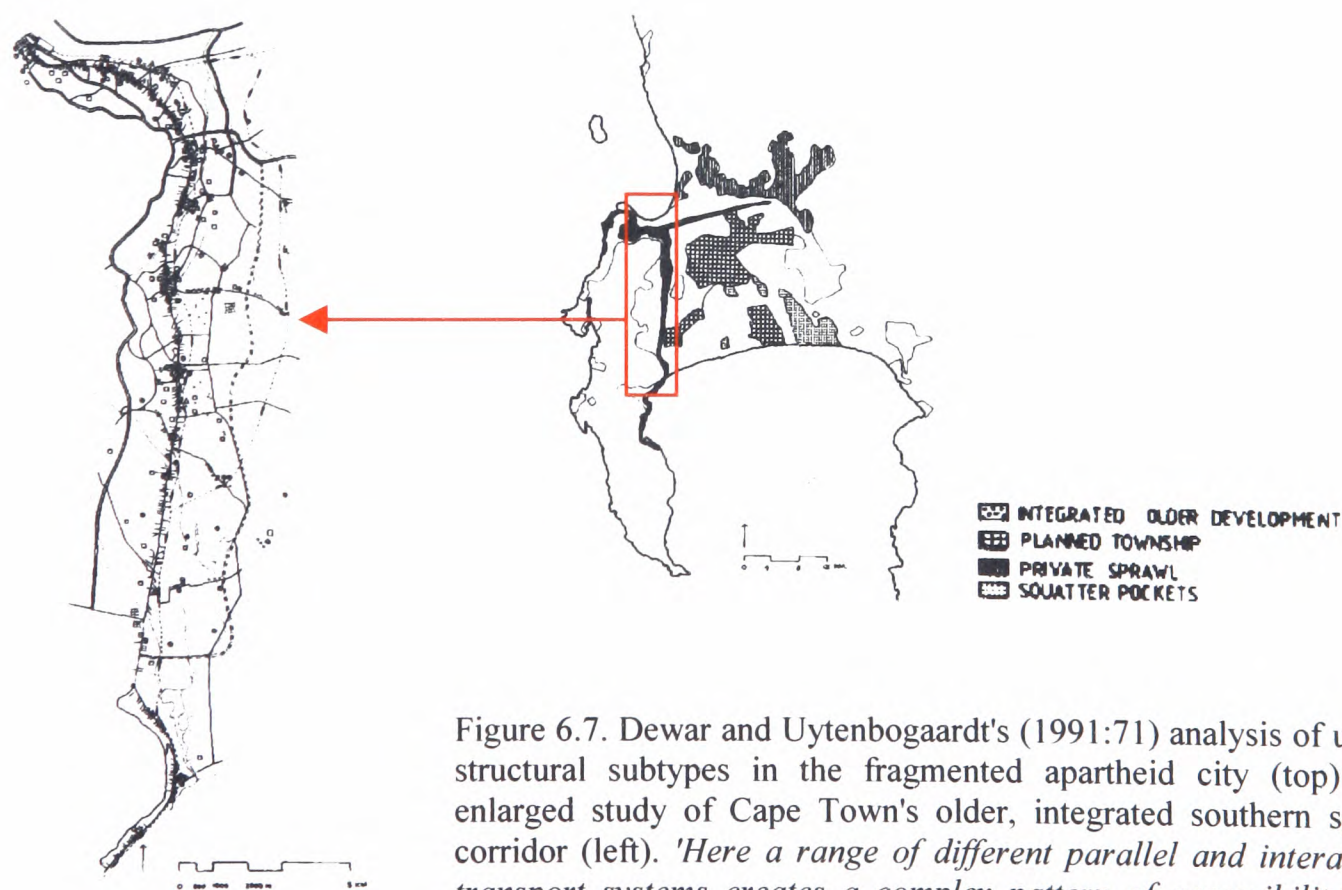 INTEGRATED OLDER DEVELOPMENT
PLANNED TOWNSHIP
PRIVATE SPRAWL
SQUATTER POCKETS
Figure 6.7. Dewar and Uytenbogaardt's (1991:71) analysis of u
structural subtypes in the fragmented apartheid city (top)
enlarged study of Cape Town's older, integrated southern s
corridor (left). 'Here a range of different parallel and intera